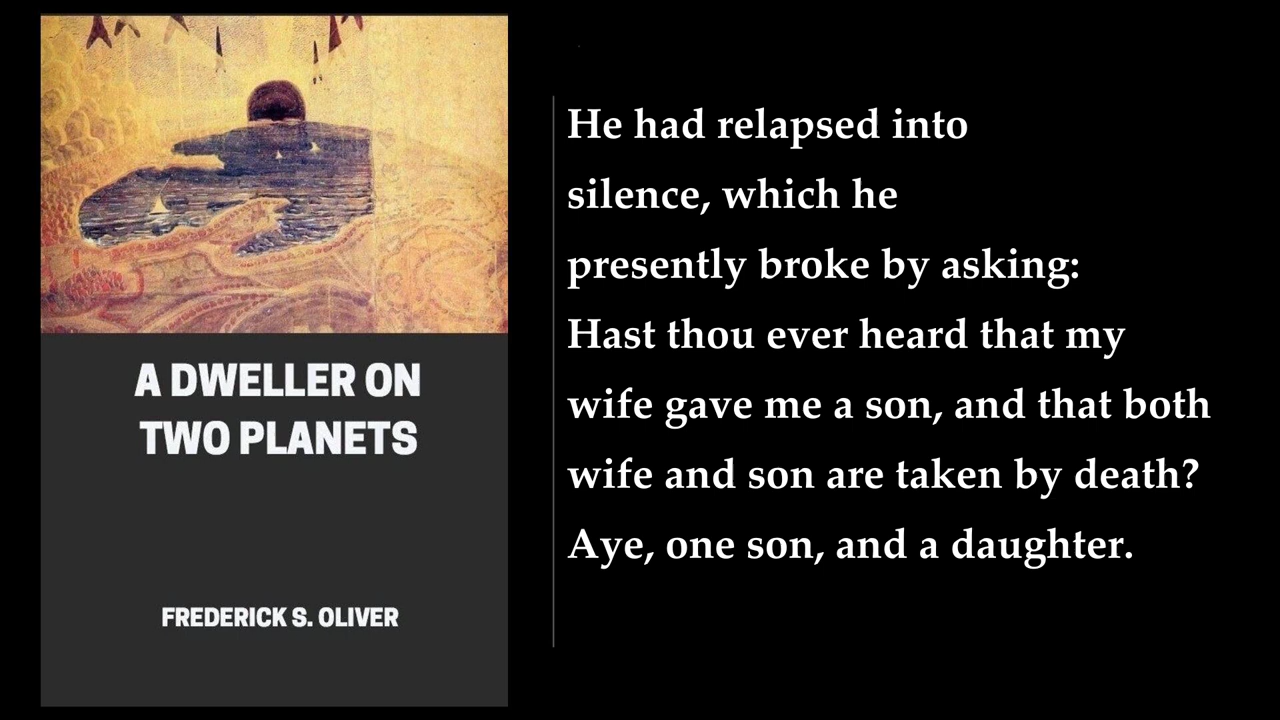 A DWELLER ON
TWO PLANETS
FREDERICK S. OLIVER
He had relapsed into
silence, which he
presently broke by asking:
Hast thou ever heard that my
wife gave me a son, and that both
wife and son are taken by death?
Aye, one son, and a daughter.